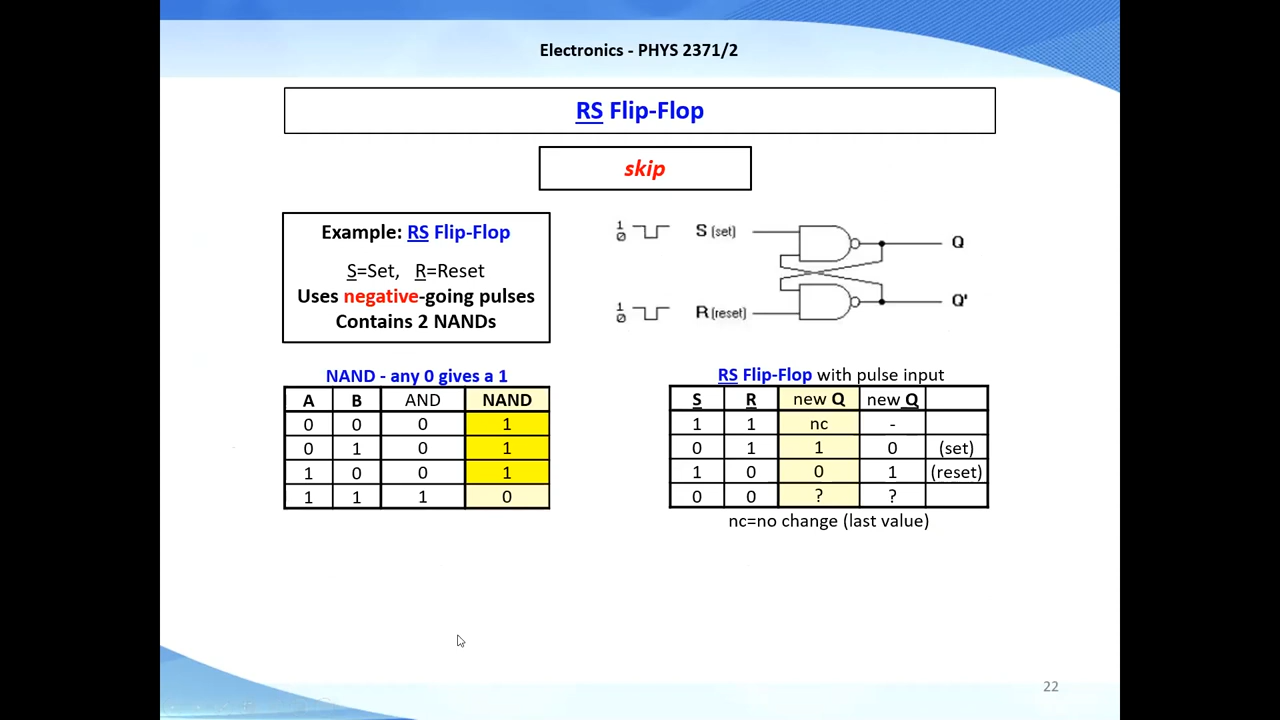 Electronics - PHYS 2371/2
RS Flip-Flop
skip
Example: RS Flip-Flop
S=Set, R=Reset
Uses negative-going pulses
Contains 2 NANDs
1
0
S (set)
Q
1
0
R (reset)
Q'
NAND - any 0 gives a 1
A B AND NAND
0 0 0 1
0 1 0 1
1 0 0 1
1 1 1 0
RS Flip-Flop with pulse input
S R new Q new Q
1 1 nc -
0 1 1 0 (set)
1 0 0 1 (reset)
0 0 ? ?
nc=no change (last value)
22